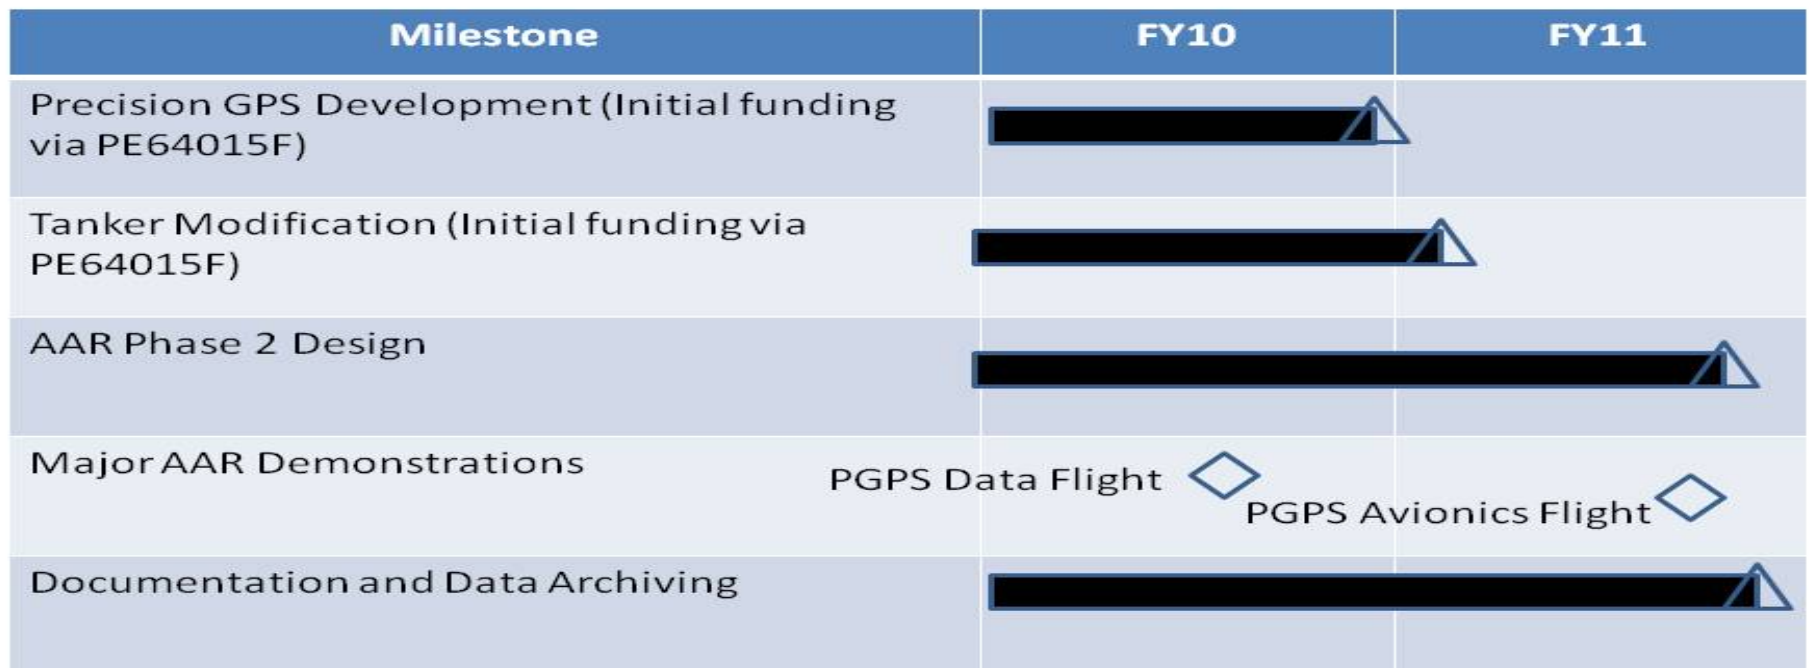 Milestone FY10 FY11
Precision GPS Development (Initial funding
via PE64015F)
Tanker Modification (Initial funding via
PE64015F)
AAR Phase 2 Design
Major AAR Demonstrations
PGPS Data Flight
PGPS Avionics Flight
Documentation and Data Archiving